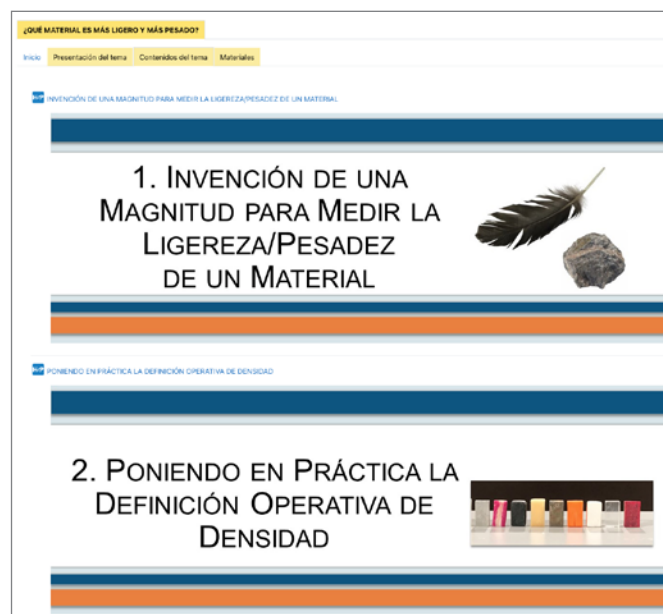 ¿QUÉ MATERIAL ES MÁS LIGERO Y MÁS PESADO?
Inicio Presentación del tema Contenidos del tema Materiales
INVENCIÓN DE UNA MAGNITUD PARA MEDIR LA LIGEREZA/PESADEZ DE UN MATERIAL
1. INVENCIÓN DE UNA
MAGNITUD PARA MEDIR LA
LIGEREZA/PESADEZ
DE UN MATERIAL
PONIENDO EN PRÁCTICA LA DEFINICIÓN OPERATIVA DE DENSIDAD
2. PONIENDO EN PRÁCTICA LA
DEFINICIÓN OPERATIVA DE
DENSIDAD